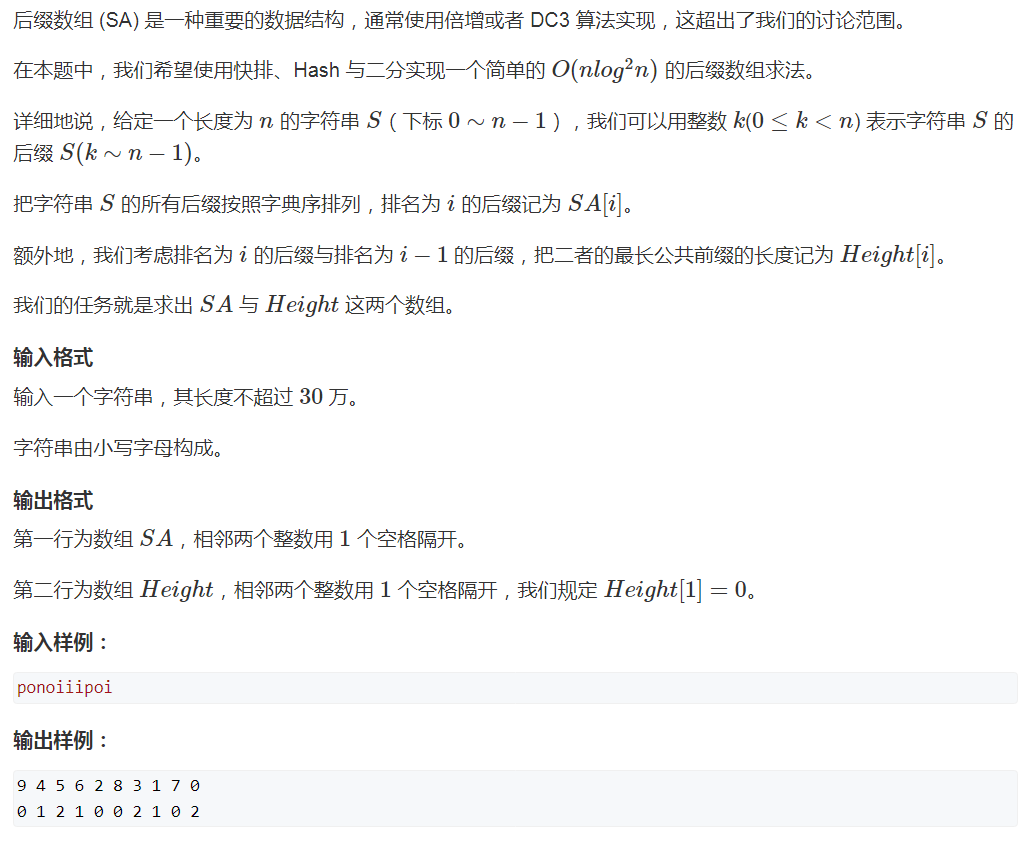 后缀数组 (SA) 是一种重要的数据结构，通常使用倍增或者 DC3 算法实现，这超出了我们的讨论范围。
在本题中，我们希望使用快排、Hash 与二分实现一个简单的 O(nlog²n) 的后缀数组求法。
详细地说，给定一个长度为 n 的字符串 S（下标 0 ∼ n − 1），我们可以用整数 k(0 ≤ k < n) 表示字符串 S 的
后缀 S(k ∼ n − 1)。
把字符串 S 的所有后缀按照字典序排列，排名为 i 的后缀记为 SA[i]。
额外地，我们考虑排名为 i 的后缀与排名为 i − 1 的后缀，把二者的最长公共前缀的长度记为 Height[i]。
我们的任务就是求出 SA 与 Height 这两个数组。
输入格式
输入一个字符串，其长度不超过 30 万。
字符串由小写字母构成。
输出格式
第一行为数组 SA，相邻两个整数用 1 个空格隔开。
第二行为数组 Height，相邻两个整数用 1 个空格隔开，我们规定 Height[1] = 0。
输入样例：
ponoiiipoi
输出样例：
9 4 5 6 2 8 3 1 7 0
0 1 2 1 0 0 2 1 0 2